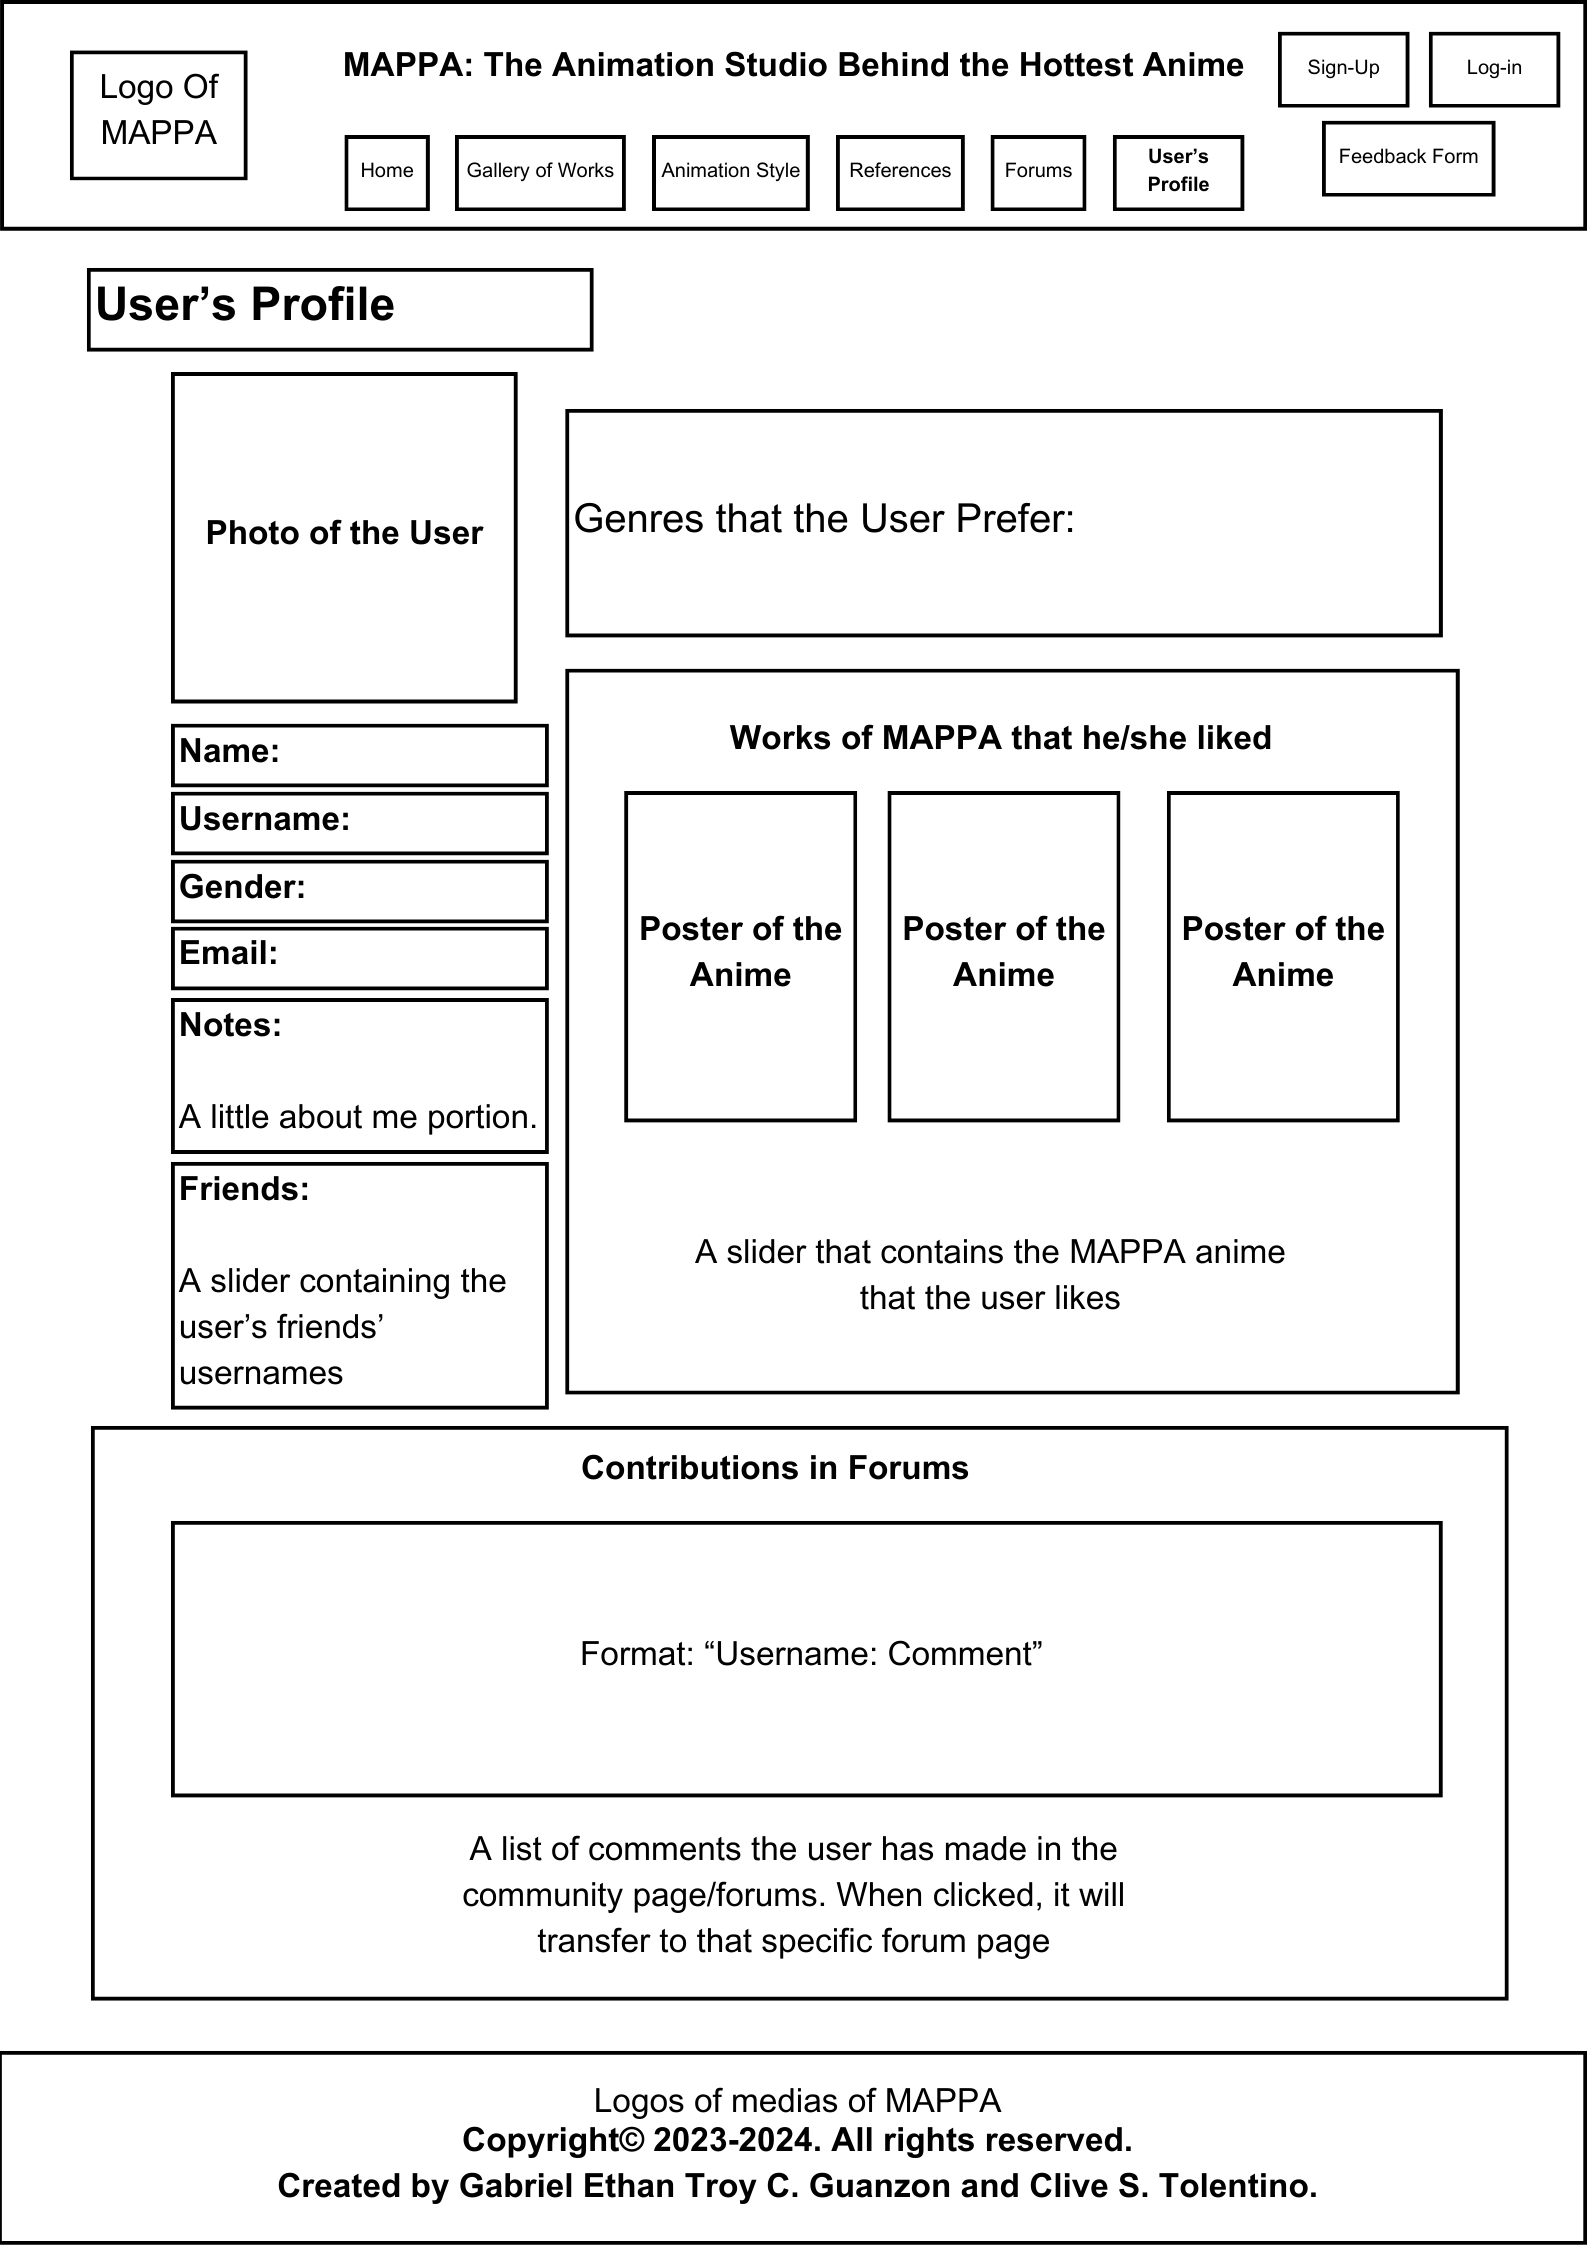 Logo Of
MAPPA
MAPPA: The Animation Studio Behind the Hottest Anime
Sign-Up
Log-in
Home
Gallery of Works
Animation Style
References
Forums
User’s
Profile
Feedback Form
User’s Profile
Photo of the User
Genres that the User Prefer:
Name:
Username:
Gender:
Email:
Notes:
A little about me portion.
Friends:
A slider containing the
user’s friends’
usernames
Works of MAPPA that he/she liked
Poster of the
Anime
Poster of the
Anime
Poster of the
Anime
A slider that contains the MAPPA anime
that the user likes
Contributions in Forums
Format: “Username: Comment”
A list of comments the user has made in the
community page/forums. When clicked, it will
transfer to that specific forum page
Logos of medias of MAPPA
Copyright© 2023-2024. All rights reserved.
Created by Gabriel Ethan Troy C. Guanzon and Clive S. Tolentino.